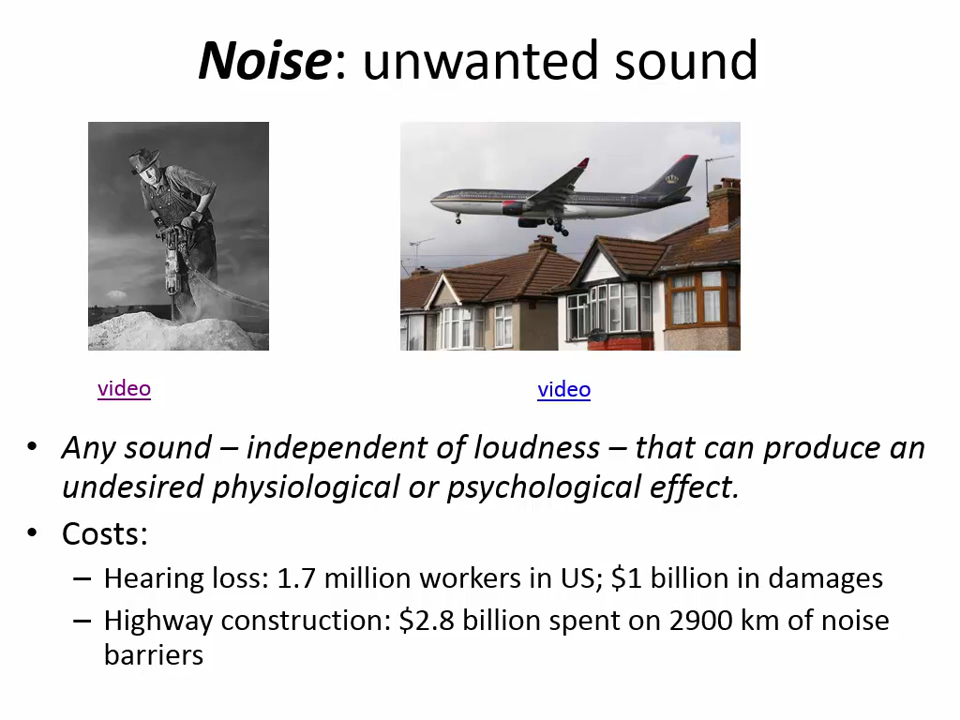 Noise: unwanted sound
video
video
• Any sound – independent of loudness – that can produce an
undesired physiological or psychological effect.
• Costs:
– Hearing loss: 1.7 million workers in US; $1 billion in damages
– Highway construction: $2.8 billion spent on 2900 km of noise
barriers